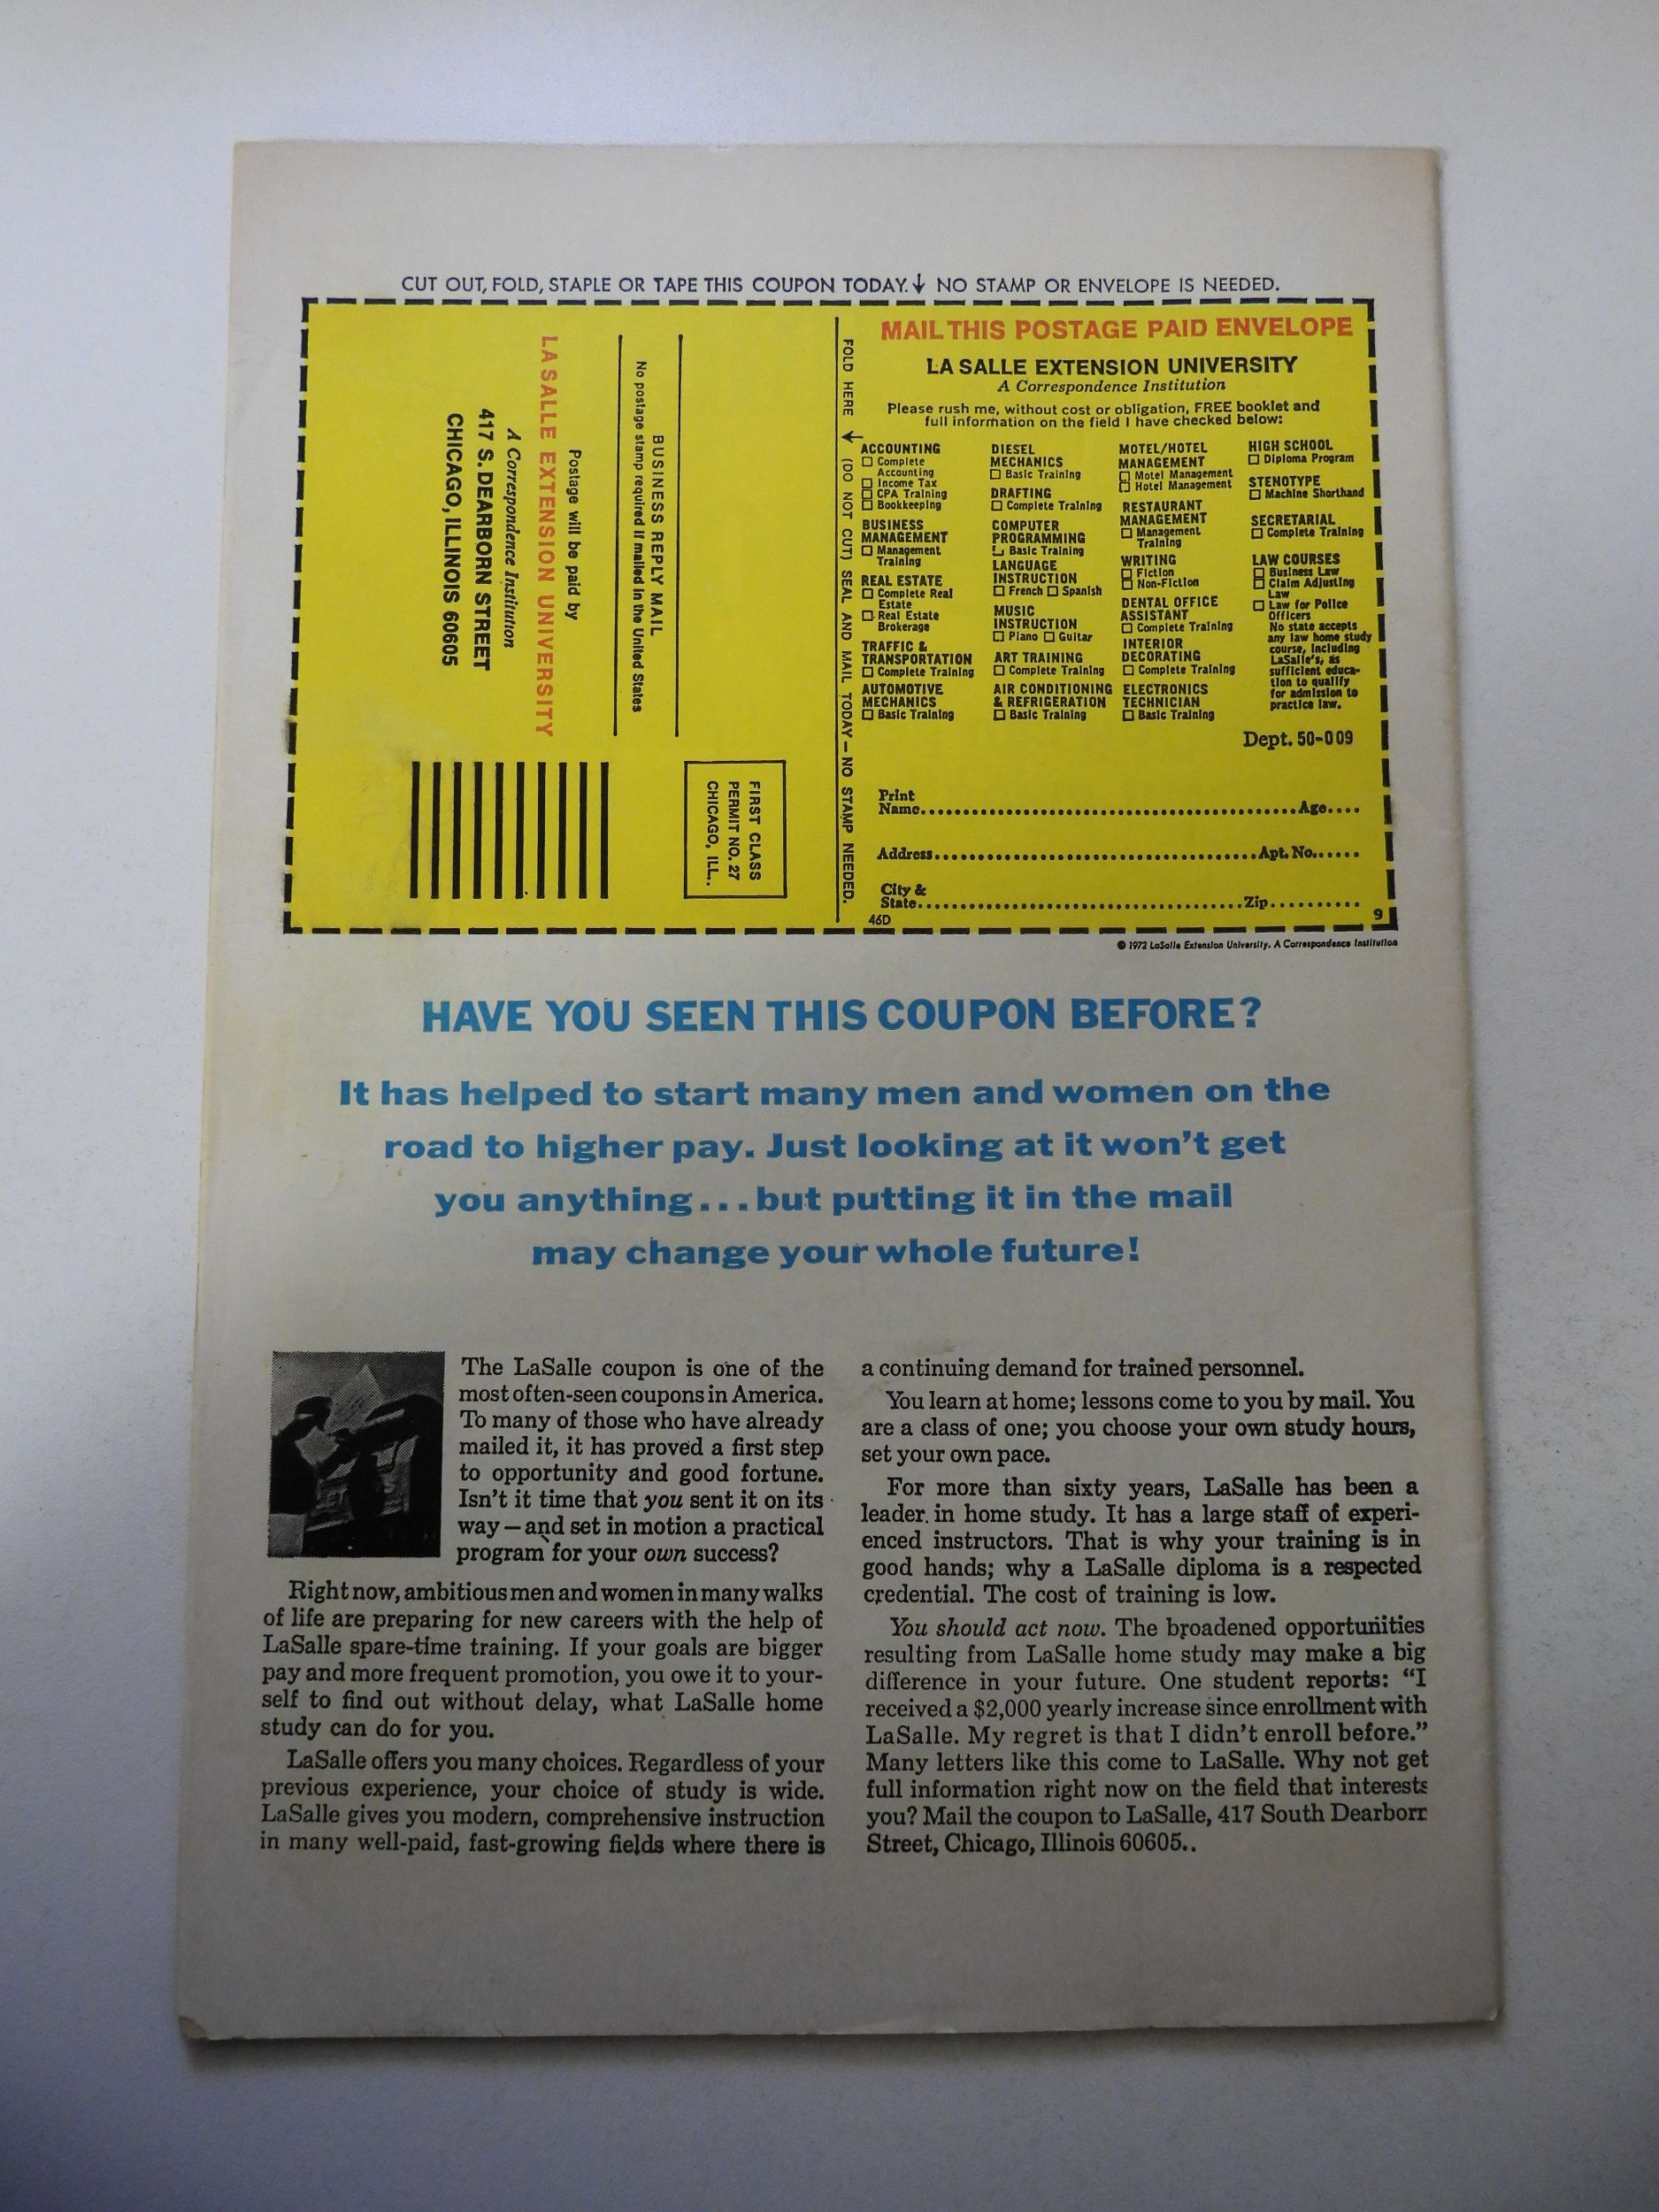 CUT OUT, FOLD, STAPLE OR TAPE THIS COUPON TODAY.↓ NO STAMP OR ENVELOPE IS NEEDED.
BUSINESS REPLY MAIL
No postage stamp required if mailed in the United States
Postage will be paid by
LA SALLE EXTENSION UNIVERSITY
A Correspondence Institution
417 S. DEARBORN STREET
CHICAGO, ILLINOIS 60605
FIRST CLASS
PERMIT NO. 27
CHICAGO, ILL..
FOLD HERE ↓ (DO NOT CUT) SEAL AND MAIL TODAY — NO STAMP NEEDED.
MAIL THIS POSTAGE PAID ENVELOPE
LA SALLE EXTENSION UNIVERSITY
A Correspondence Institution
Please rush me, without cost or obligation, FREE booklet and
full information on the field I have checked below:
ACCOUNTING
☐ Complete
Accounting
☐ Income Tax
☐ CPA Training
☐ Bookkeeping
BUSINESS
MANAGEMENT
☐ Management
Training
REAL ESTATE
☐ Complete Real
Estate
☐ Real Estate
Brokerage
TRAFFIC &
TRANSPORTATION
☐ Complete Training
AUTOMOTIVE
MECHANICS
☐ Basic Training
DIESEL
MECHANICS
☐ Basic Training
DRAFTING
☐ Complete Training
COMPUTER
PROGRAMMING
☐ Basic Training
LANGUAGE
INSTRUCTION
☐ French ☐ Spanish
MUSIC
INSTRUCTION
☐ Piano ☐ Guitar
ART TRAINING
☐ Complete Training
AIR CONDITIONING
& REFRIGERATION
☐ Basic Training
MOTEL/HOTEL
MANAGEMENT
☐ Motel Management
☐ Hotel Management
RESTAURANT
MANAGEMENT
☐ Management
Training
WRITING
☐ Fiction
☐ Non-Fiction
DENTAL OFFICE
ASSISTANT
☐ Complete Training
INTERIOR
DECORATING
☐ Complete Training
ELECTRONICS
TECHNICIAN
☐ Basic Training
HIGH SCHOOL
☐ Diploma Program
STENOTYPE
☐ Machine Shorthand
SECRETARIAL
☐ Complete Training
LAW COURSES
☐ Business Law
☐ Claim Adjusting
Law
☐ Law for Police
Officers
No state accepts
any law home study
course, including
LaSalle's, as
sufficient educa-
tion to qualify
for admission to
practice law.
Dept. 50-009
Print
Name....................Age....
Address....................Apt. No......
City &
State....................Zip..........
46D 9
© 1972 LaSalle Extension University. A Correspondence Institution
HAVE YOU SEEN THIS COUPON BEFORE?
It has helped to start many men and women on the
road to higher pay. Just looking at it won't get
you anything...but putting it in the mail
may change your whole future!
The LaSalle coupon is one of the
most often-seen coupons in America.
To many of those who have already
mailed it, it has proved a first step
to opportunity and good fortune.
Isn't it time that you sent it on its
way—and set in motion a practical
program for your own success?
Right now, ambitious men and women in many walks
of life are preparing for new careers with the help of
LaSalle spare-time training. If your goals are bigger
pay and more frequent promotion, you owe it to your-
self to find out without delay, what LaSalle home
study can do for you.
LaSalle offers you many choices. Regardless of your
previous experience, your choice of study is wide.
LaSalle gives you modern, comprehensive instruction
in many well-paid, fast-growing fields where there is
a continuing demand for trained personnel.
You learn at home; lessons come to you by mail. You
are a class of one; you choose your own study hours,
set your own pace.
For more than sixty years, LaSalle has been a
leader in home study. It has a large staff of experi-
enced instructors. That is why your training is in
good hands; why a LaSalle diploma is a respected
credential. The cost of training is low.
You should act now. The broadened opportunities
resulting from LaSalle home study may make a big
difference in your future. One student reports: "I
received a $2,000 yearly increase since enrollment with
LaSalle. My regret is that I didn't enroll before."
Many letters like this come to LaSalle. Why not get
full information right now on the field that interests
you? Mail the coupon to LaSalle, 417 South Dearborn
Street, Chicago, Illinois 60605..